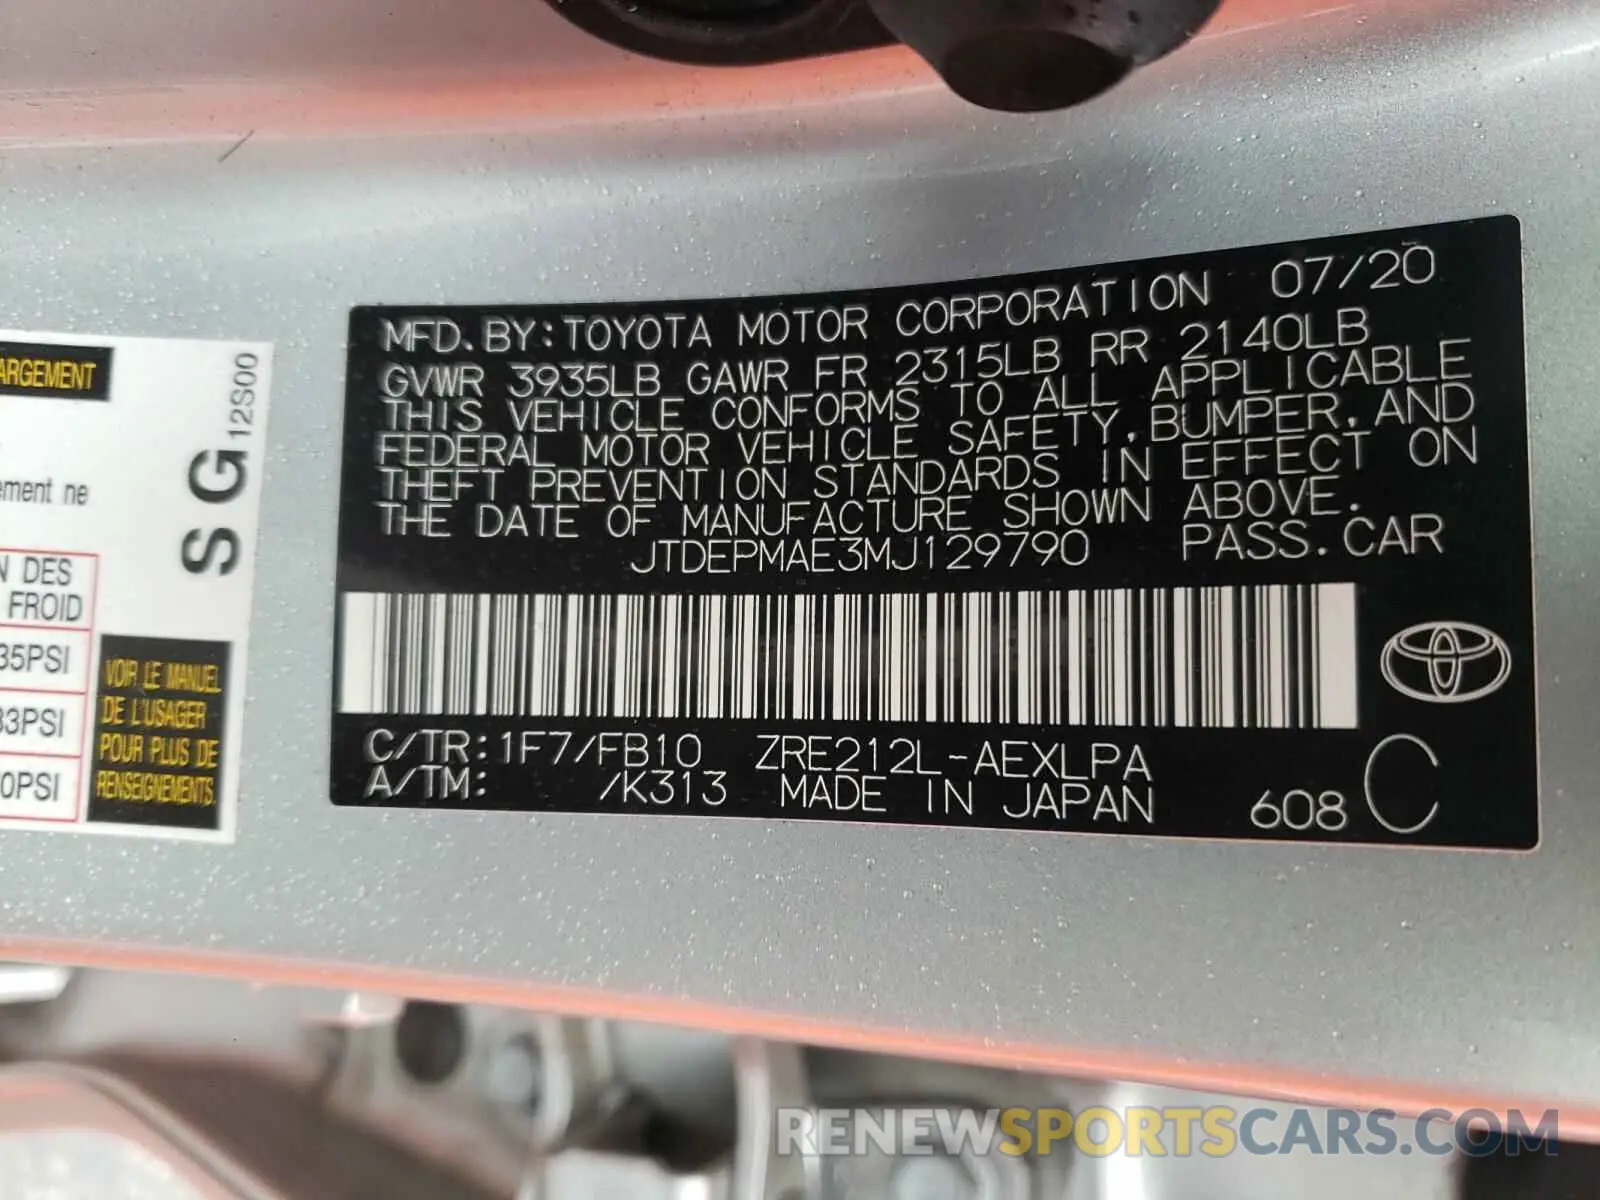 ARGEMENT
ement ne
SG12S00
N DES
FROID
35PSI
33PSI
0PSI
VOIR LE MANUEL
DE L'USAGER
POUR PLUS DE
RENSEIGNEMENTS.
MFD. BY: TOYOTA MOTOR CORPORATION 07/20
GVWR 3935LB GAWR FR 2315LB RR 2140LB
THIS VEHICLE CONFORMS TO ALL APPLICABLE
FEDERAL MOTOR VEHICLE SAFETY, BUMPER, AND
THEFT PREVENTION STANDARDS IN EFFECT ON
THE DATE OF MANUFACTURE SHOWN ABOVE.
JTDEPMAE3MJ129790 PASS. CAR
C/TR: 1F7/FB10 ZRE212L-AEXLPA
A/TM: /K313 MADE IN JAPAN 608 C
RENEWSPORTSCARS.COM